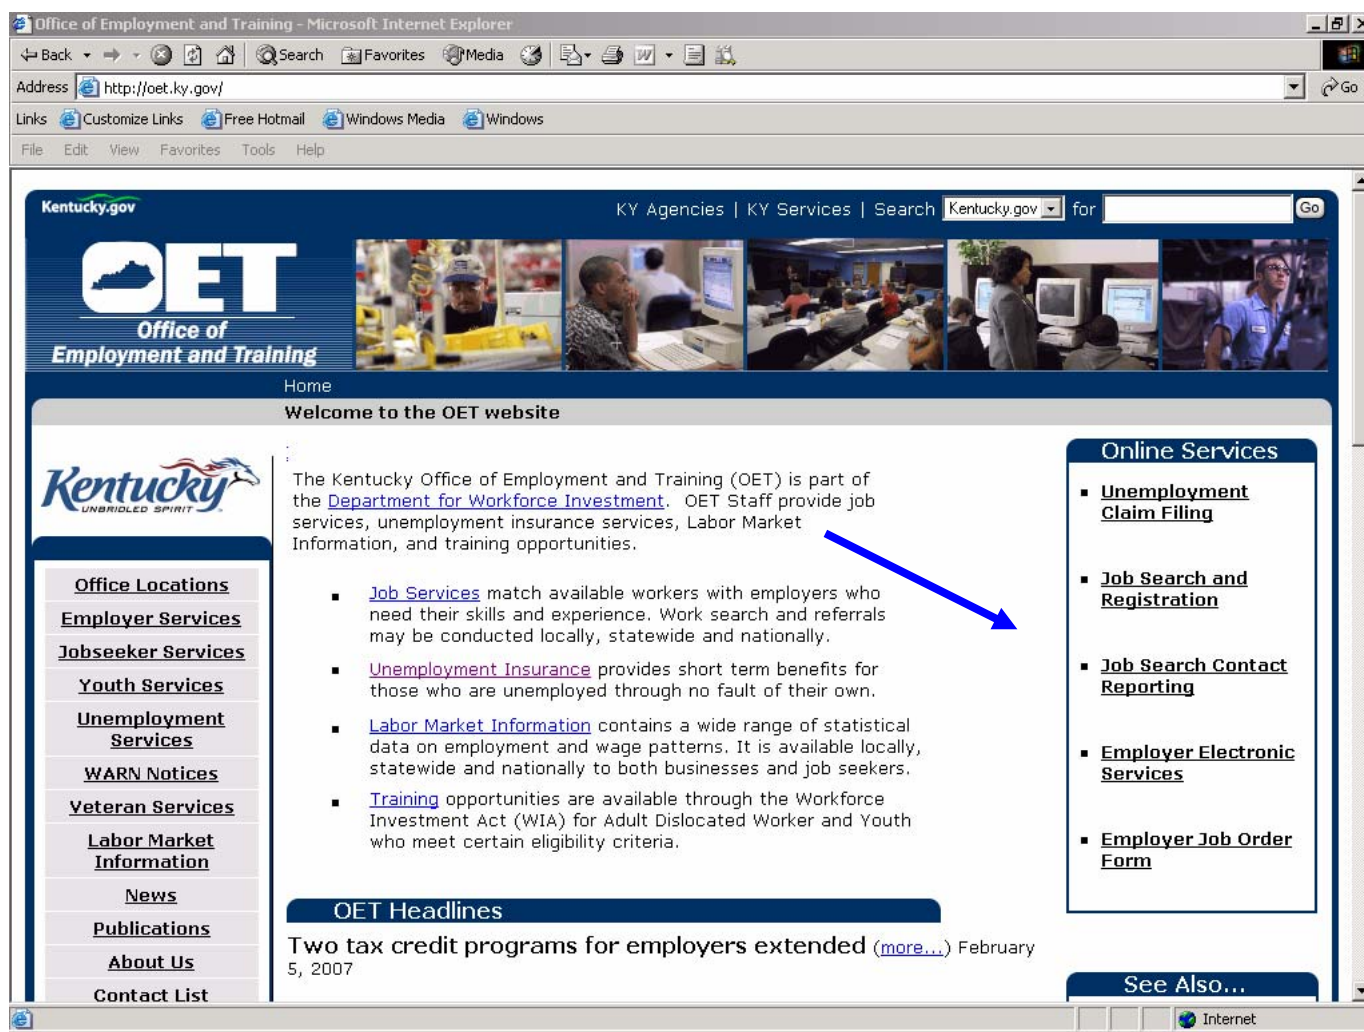 Office of Employment and Training - Microsoft Internet Explorer
Back Search Favorites Media
Address http://oet.ky.gov/ Go
Links Customize Links Free Hotmail Windows Media Windows
File Edit View Favorites Tools Help
Kentucky.gov KY Agencies | KY Services | Search Kentucky.gov for Go
OET
Office of
Employment and Training
Home
Welcome to the OET website
Kentucky
UNBRIDLED SPIRIT
Office Locations
Employer Services
Jobseeker Services
Youth Services
Unemployment
Services
WARN Notices
Veteran Services
Labor Market
Information
News
Publications
About Us
Contact List
The Kentucky Office of Employment and Training (OET) is part of
the Department for Workforce Investment. OET Staff provide job
services, unemployment insurance services, Labor Market
Information, and training opportunities.
Job Services match available workers with employers who
need their skills and experience. Work search and referrals
may be conducted locally, statewide and nationally.
Unemployment Insurance provides short term benefits for
those who are unemployed through no fault of their own.
Labor Market Information contains a wide range of statistical
data on employment and wage patterns. It is available locally,
statewide and nationally to both businesses and job seekers.
Training opportunities are available through the Workforce
Investment Act (WIA) for Adult Dislocated Worker and Youth
who meet certain eligibility criteria.
OET Headlines
Two tax credit programs for employers extended (more...) February
5, 2007
Online Services
Unemployment
Claim Filing
Job Search and
Registration
Job Search Contact
Reporting
Employer Electronic
Services
Employer Job Order
Form
See Also...
Internet